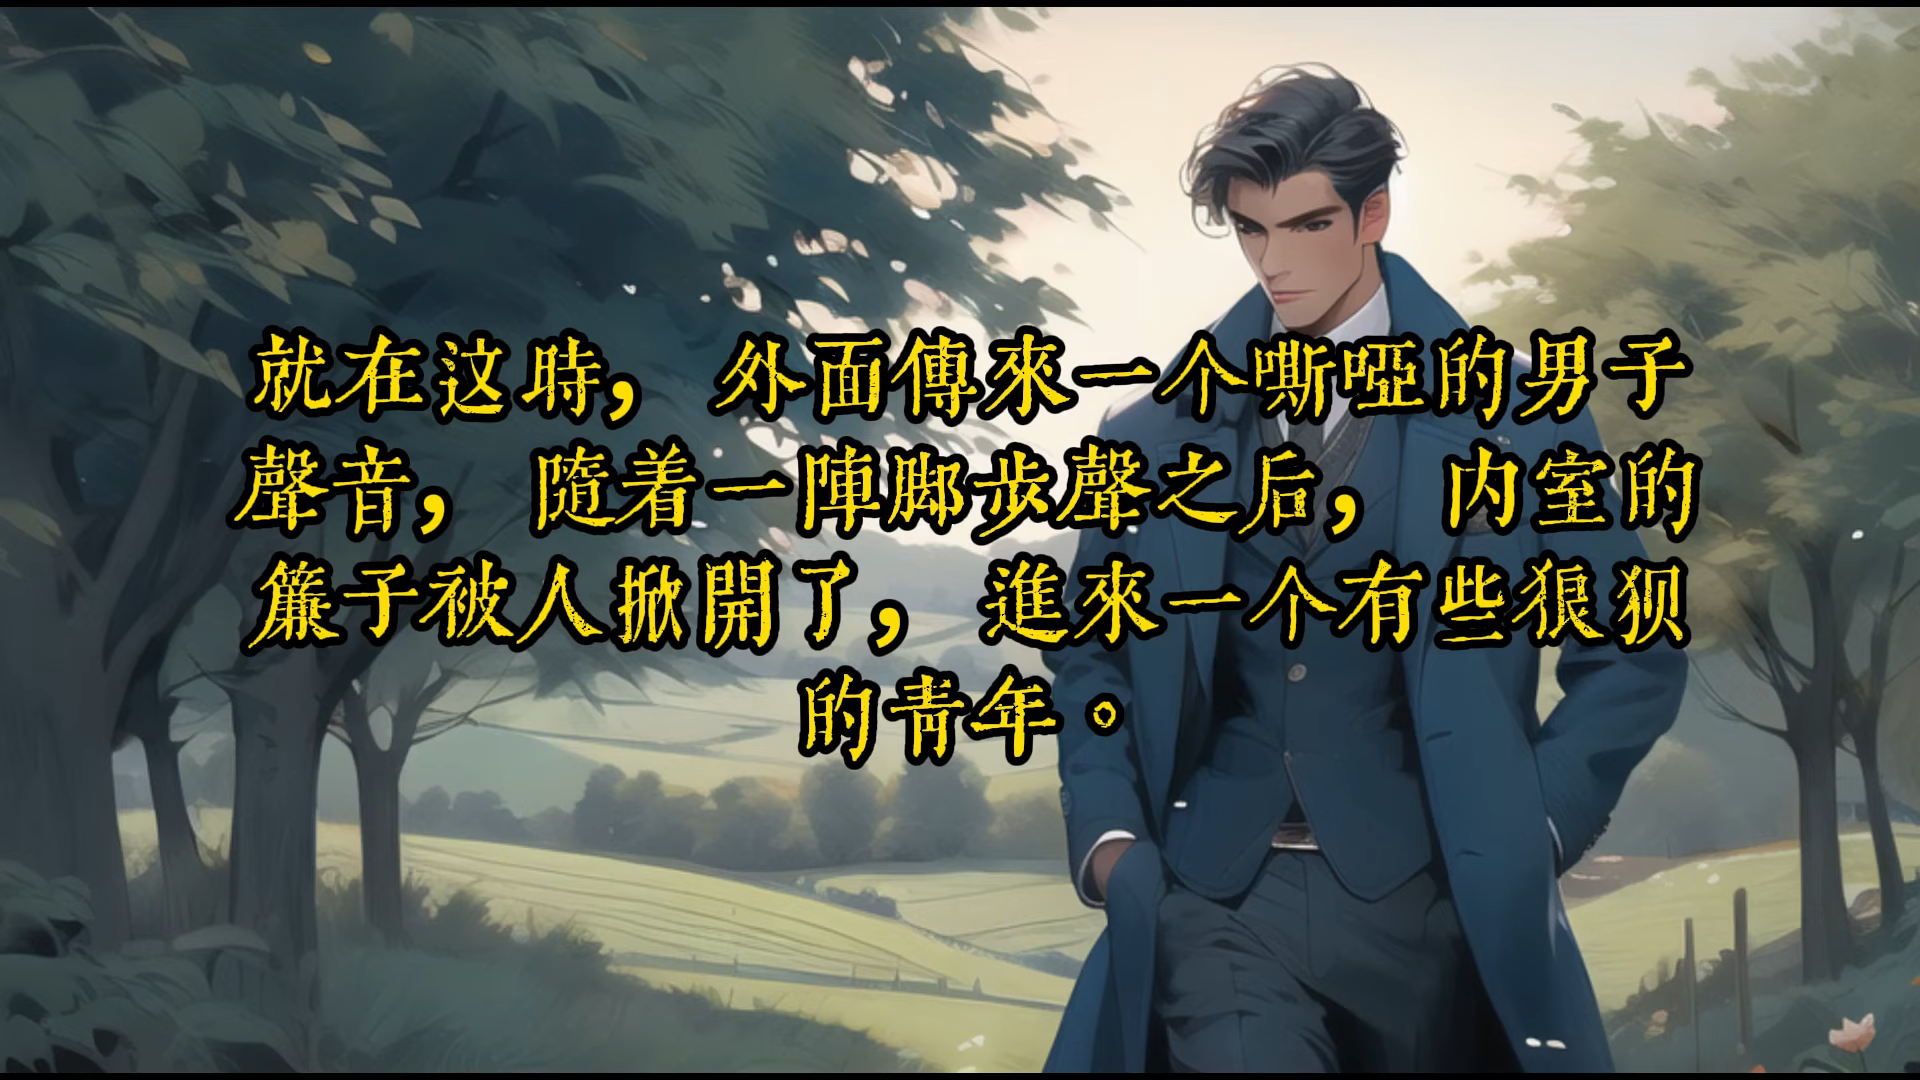 就在这時，外面傳來一个嘶啞的男子
聲音，隨着一陣脚步聲之后，内室的
簾子被人掀開了，進來一个有些狼狈
的青年。